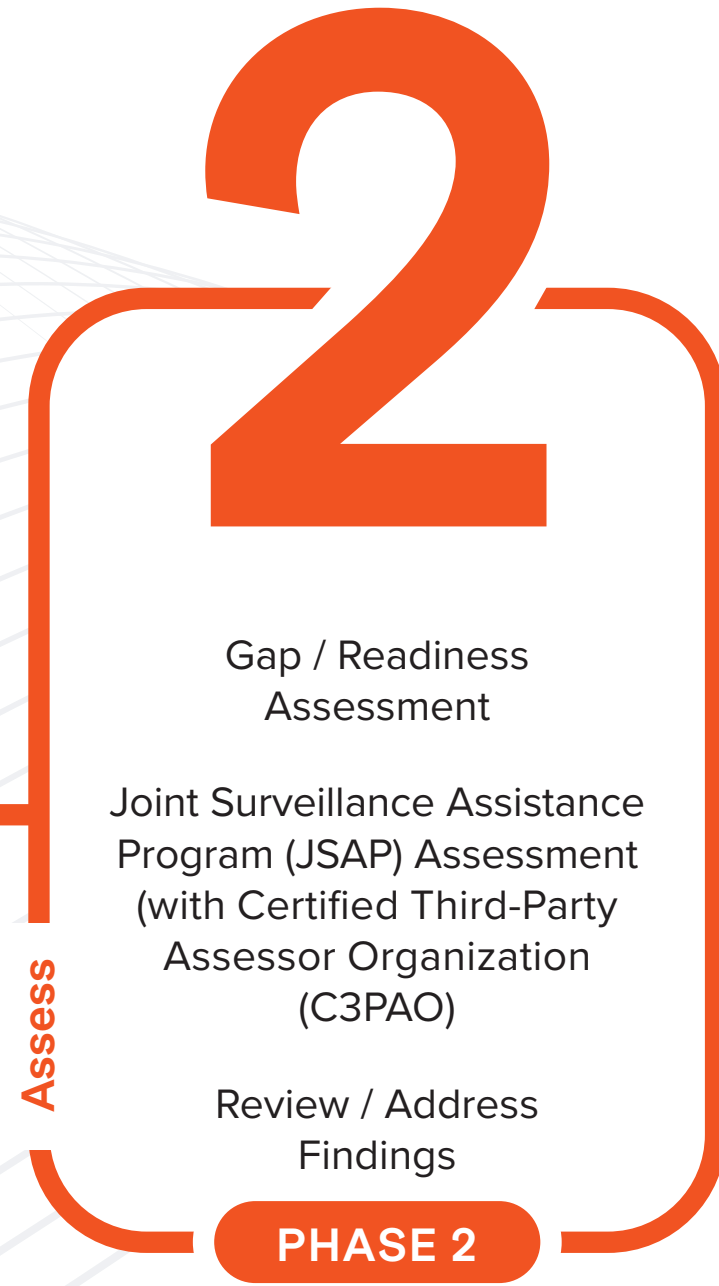 2
Gap / Readiness
Assessment
Joint Surveillance Assistance
Program (JSAP) Assessment
(with Certified Third-Party
Assessor Organization
(C3PAO)
Review / Address
Findings
Assess
PHASE 2